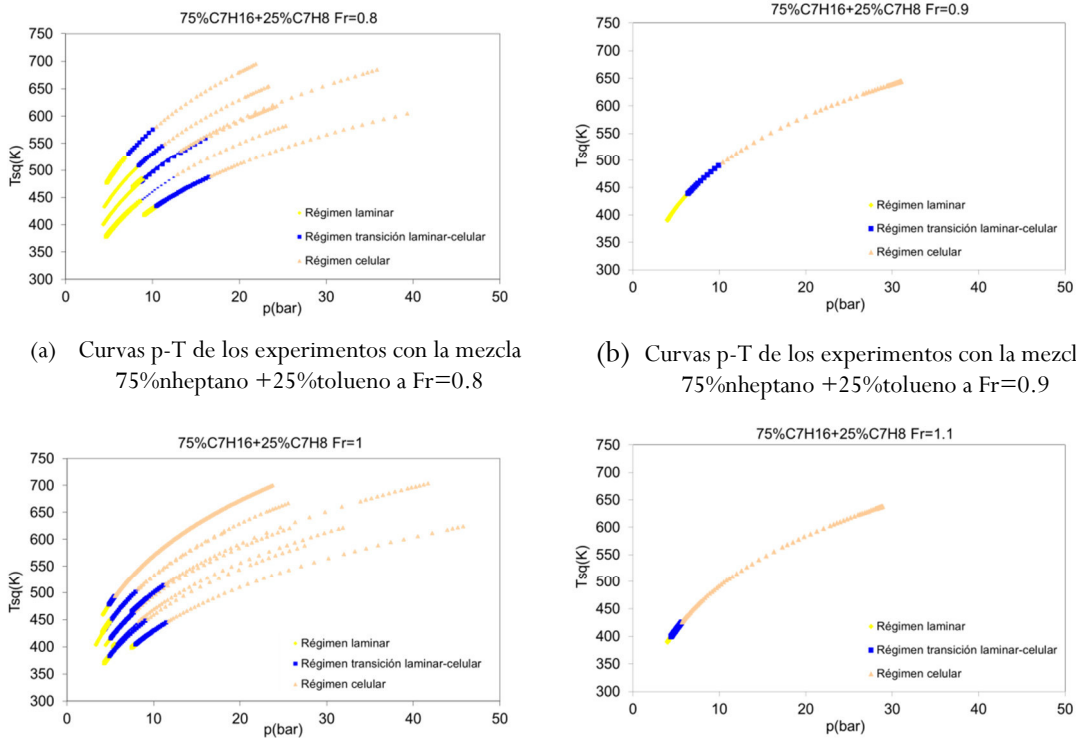 75%C7H16+25%C7H8 Fr=0.8
750
700
650
600
550
500
450
400
350
300
Tsq(K)
Régimen laminar
Régimen transición laminar-celular
Régimen celular
0 10 20 30 40 50
p(bar)
(a) Curvas p-T de los experimentos con la mezcla
75%nheptano +25%tolueno a Fr=0.8
75%C7H16+25%C7H8 Fr=0.9
750
700
650
600
550
500
450
400
350
300
Tsq(K)
Régimen laminar
Régimen transición laminar-celular
Régimen celular
0 10 20 30 40 50
p(bar)
(b) Curvas p-T de los experimentos con la mezcl
75%nheptano +25%tolueno a Fr=0.9
75%C7H16+25%C7H8 Fr=1
750
700
650
600
550
500
450
400
350
300
Tsq(K)
Régimen laminar
Régimen transición laminar-celular
Régimen celular
0 10 20 30 40 50
p(bar)
75%C7H16+25%C7H8 Fr=1.1
750
700
650
600
550
500
450
400
350
300
Tsq(K)
Régimen laminar
Régimen transición laminar-celular
Régimen celular
0 10 20 30 40 50
p(bar)